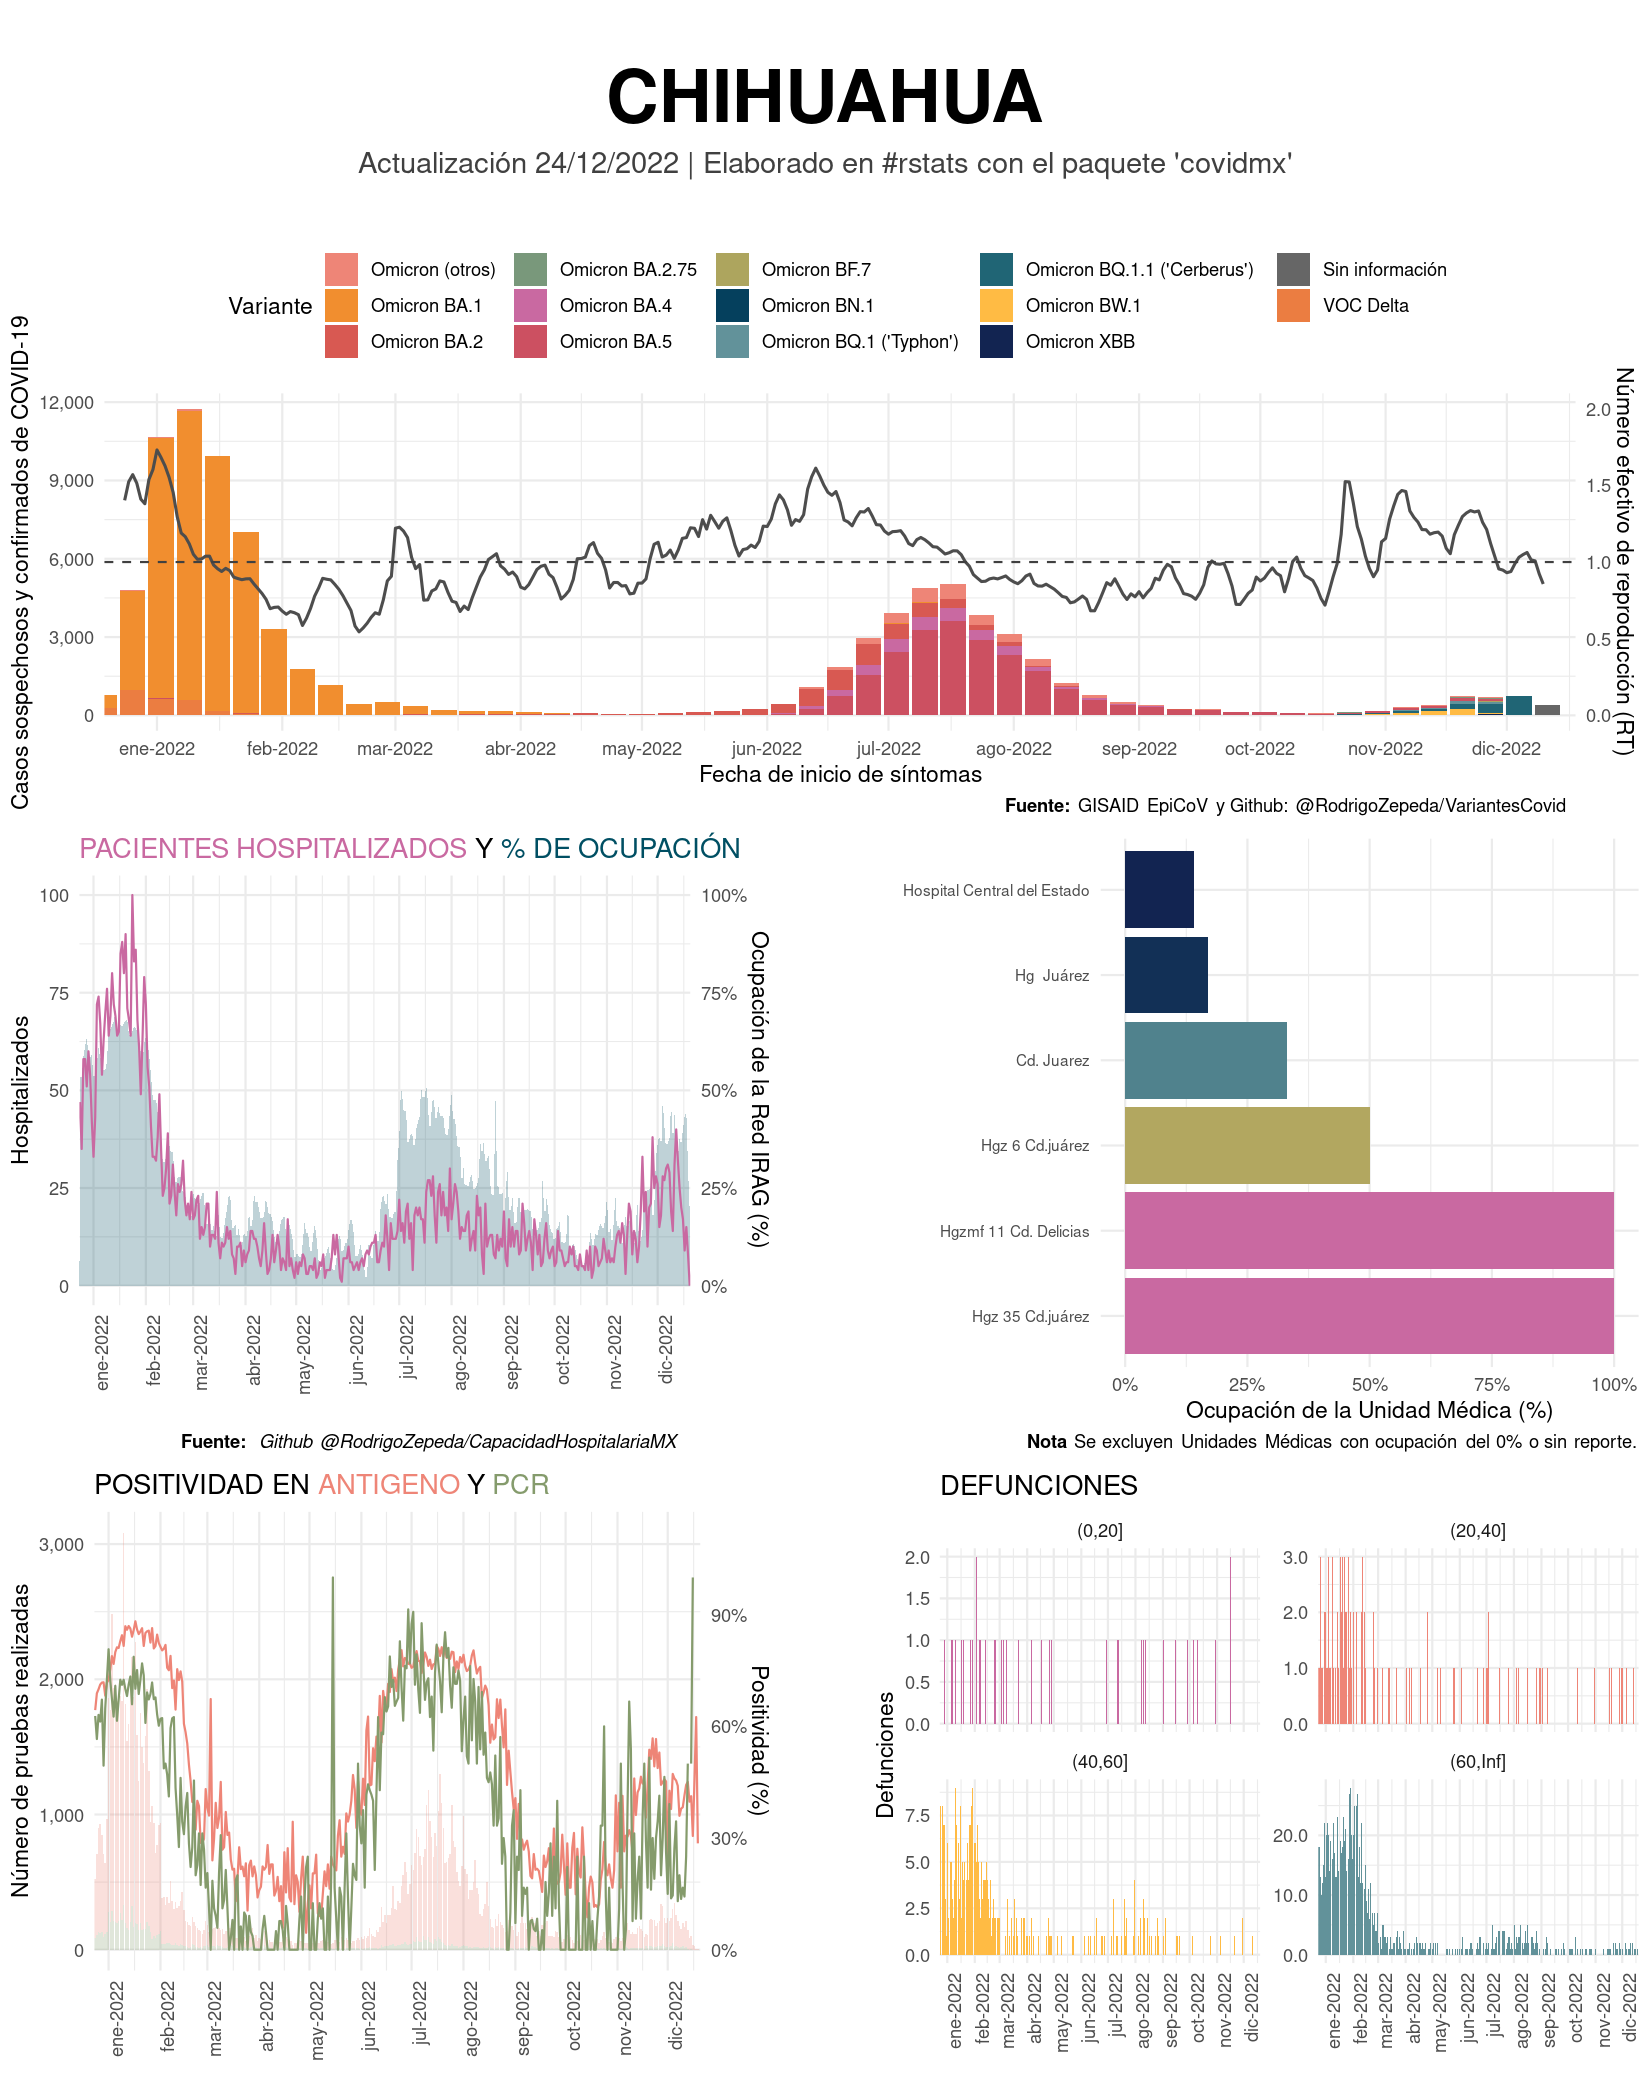 CHIHUAHUA
Actualización 24/12/2022 | Elaborado en #rstats con el paquete 'covidmx'
Variante
Omicron (otros)
Omicron BA.1
Omicron BA.2
Omicron BA.2.75
Omicron BA.4
Omicron BA.5
Omicron BF.7
Omicron BN.1
Omicron BQ.1 ('Typhon')
Omicron BQ.1.1 ('Cerberus')
Omicron BW.1
Omicron XBB
Sin información
VOC Delta
Casos sospechosos y confirmados de COVID-19
12,000
9,000
6,000
3,000
0
Número efectivo de reproducción (RT)
2.0
1.5
1.0
0.5
0.0
ene-2022 feb-2022 mar-2022 abr-2022 may-2022 jun-2022 jul-2022 ago-2022 sep-2022 oct-2022 nov-2022 dic-2022
Fecha de inicio de síntomas
Fuente: GISAID EpiCoV y Github: @RodrigoZepeda/VariantesCovid
PACIENTES HOSPITALIZADOS Y % DE OCUPACIÓN
Hospitalizados
100
75
50
25
0
Ocupación de la Red IRAG (%)
100%
75%
50%
25%
0%
ene-2022 feb-2022 mar-2022 abr-2022 may-2022 jun-2022 jul-2022 ago-2022 sep-2022 oct-2022 nov-2022 dic-2022
Fuente: Github @RodrigoZepeda/CapacidadHospitalariaMX
Hospital Central del Estado
Hg Juárez
Cd. Juarez
Hgz 6 Cd.juárez
Hgzmf 11 Cd. Delicias
Hgz 35 Cd.juárez
0% 25% 50% 75% 100%
Ocupación de la Unidad Médica (%)
Nota Se excluyen Unidades Médicas con ocupación del 0% o sin reporte.
POSITIVIDAD EN ANTIGENO Y PCR
Número de pruebas realizadas
3,000
2,000
1,000
0
Positividad (%)
90%
60%
30%
0%
ene-2022 feb-2022 mar-2022 abr-2022 may-2022 jun-2022 jul-2022 ago-2022 sep-2022 oct-2022 nov-2022 dic-2022
DEFUNCIONES
Defunciones
(0,20]
2.0
1.5
1.0
0.5
0.0
(20,40]
3.0
2.0
1.0
0.0
(40,60]
7.5
5.0
2.5
0.0
(60,Inf]
20.0
10.0
0.0
ene-2022 feb-2022 mar-2022 abr-2022 may-2022 jun-2022 jul-2022 ago-2022 sep-2022 oct-2022 nov-2022 dic-2022
ene-2022 feb-2022 mar-2022 abr-2022 may-2022 jun-2022 jul-2022 ago-2022 sep-2022 oct-2022 nov-2022 dic-2022